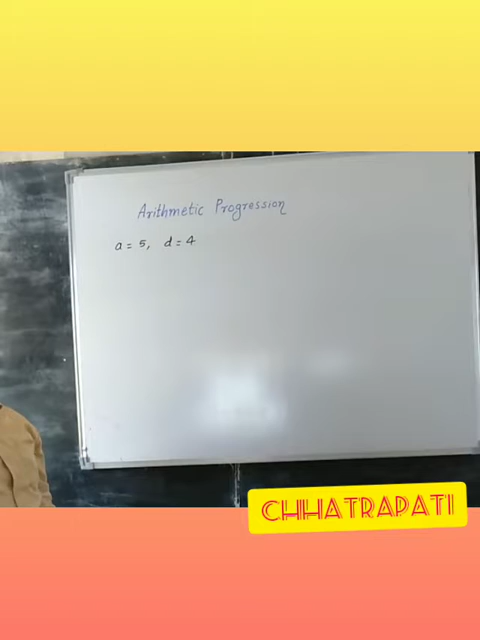 Arithmetic Progression
a = 5, d = 4
CHHATRAPATI